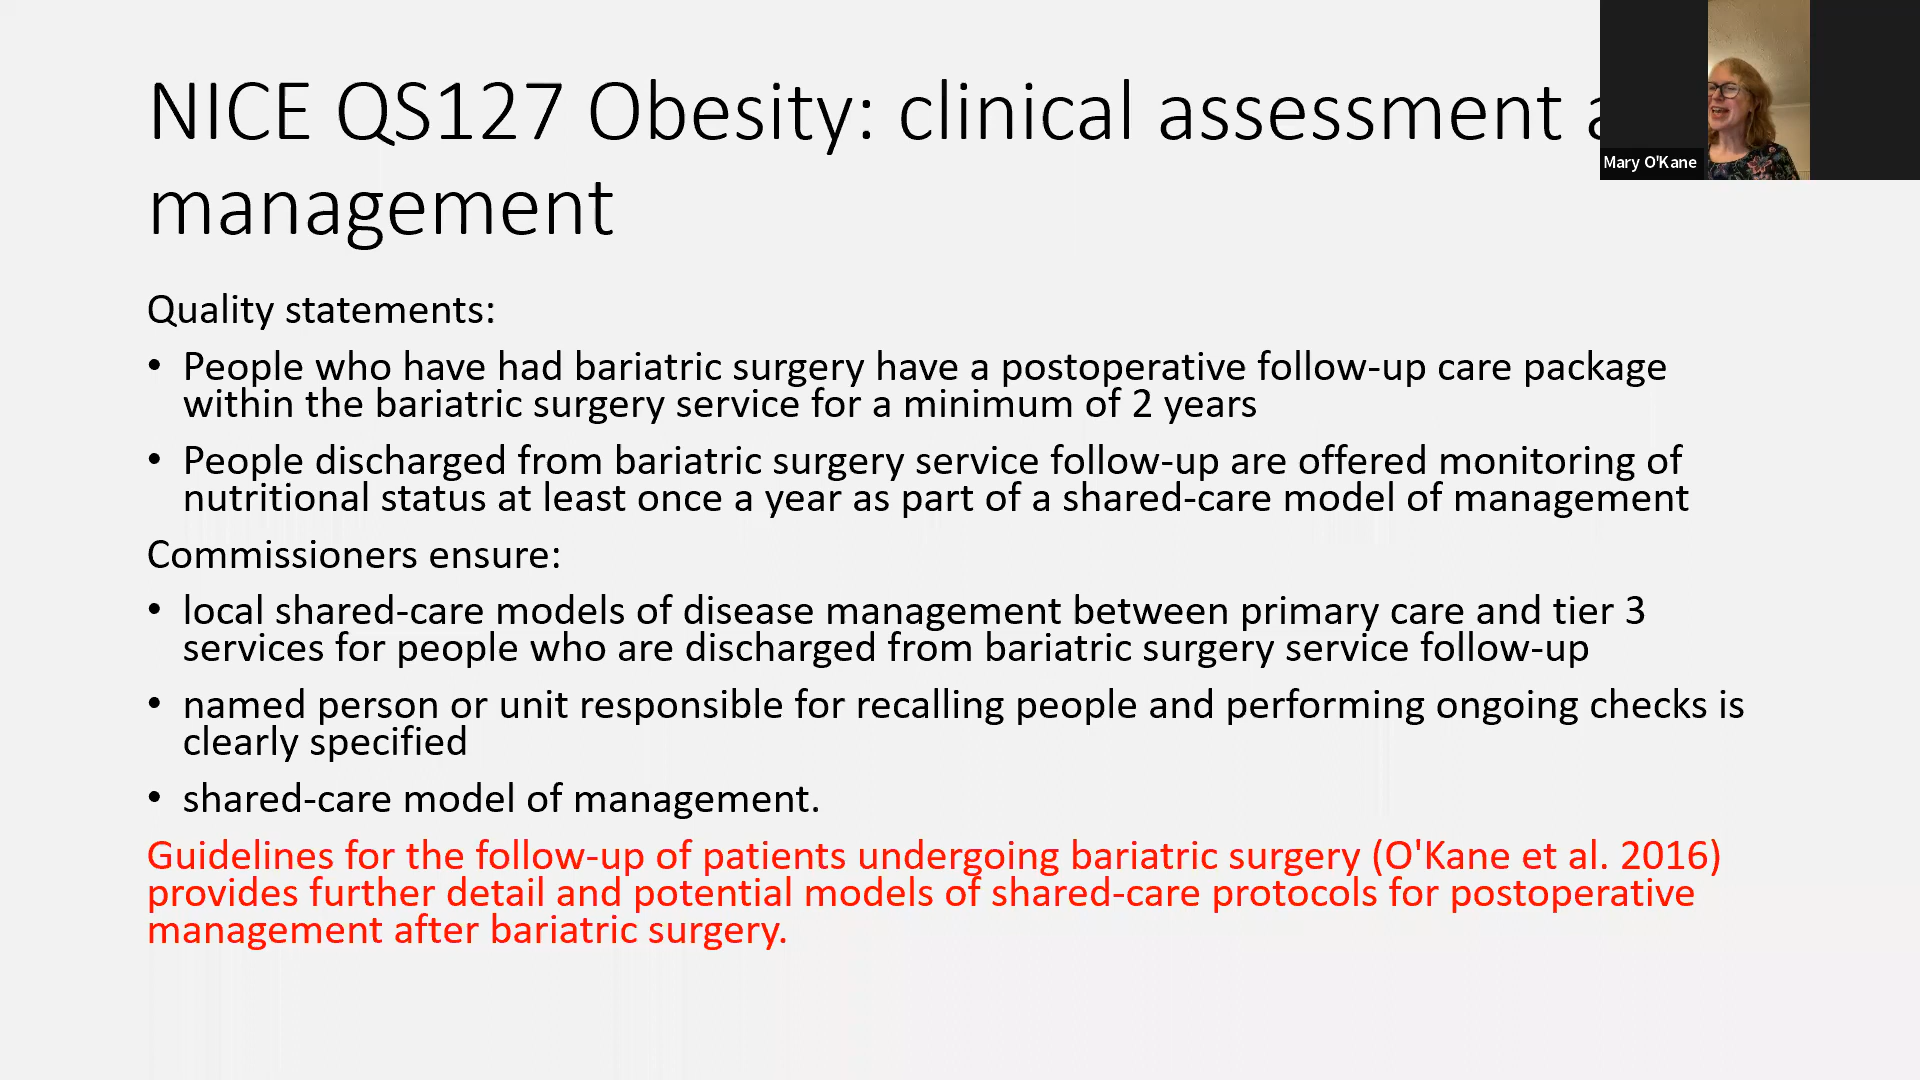 NICE QS127 Obesity: clinical assessment
management
Mary O'Kane
Quality statements:
• People who have had bariatric surgery have a postoperative follow-up care package
within the bariatric surgery service for a minimum of 2 years
• People discharged from bariatric surgery service follow-up are offered monitoring of
nutritional status at least once a year as part of a shared-care model of management
Commissioners ensure:
• local shared-care models of disease management between primary care and tier 3
services for people who are discharged from bariatric surgery service follow-up
• named person or unit responsible for recalling people and performing ongoing checks is
clearly specified
• shared-care model of management.
Guidelines for the follow-up of patients undergoing bariatric surgery (O'Kane et al. 2016)
provides further detail and potential models of shared-care protocols for postoperative
management after bariatric surgery.